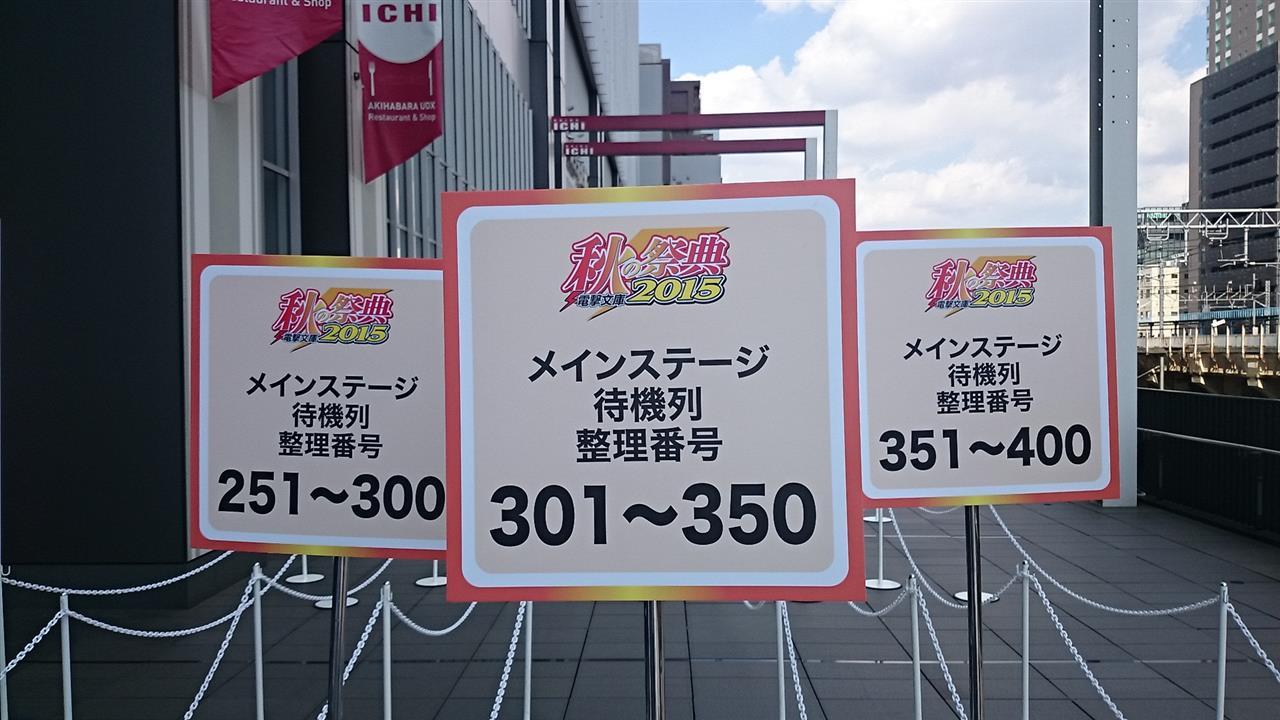 Restaurant & Shop
ICHI
AKIHABARA UDX
Restaurant & Shop
ICHI
ICHI
秋の祭典
電撃文庫 2015
メインステージ
待機列
整理番号
251〜300
秋の祭典
電撃文庫 2015
メインステージ
待機列
整理番号
301〜350
秋の祭典
電撃文庫 2015
メインステージ
待機列
整理番号
351〜400